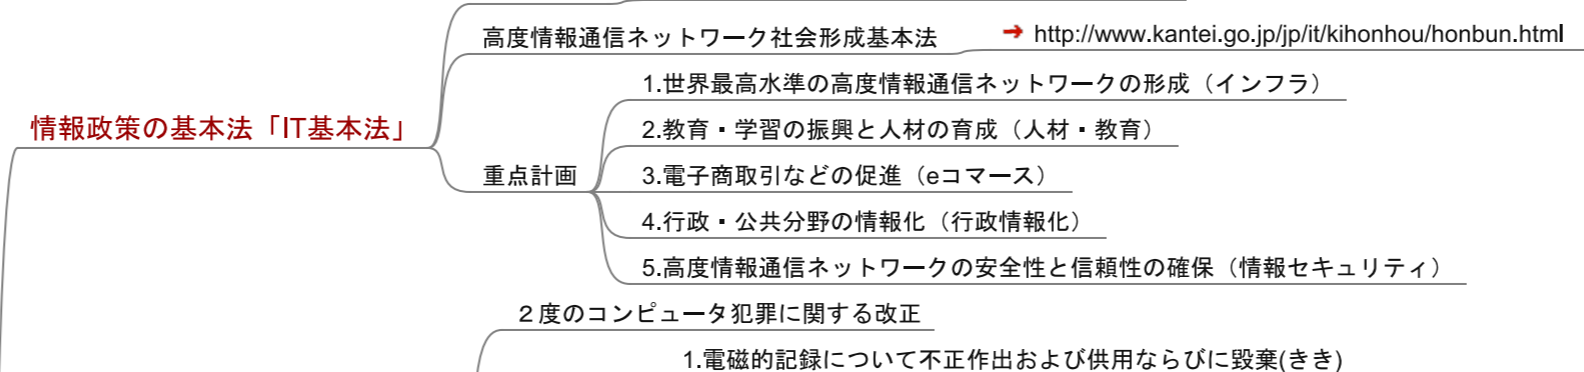 高度情報通信ネットワーク社会形成基本法
http://www.kantei.go.jp/jp/it/kihonhou/honbun.html
情報政策の基本法「IT基本法」
重点計画
1.世界最高水準の高度情報通信ネットワークの形成（インフラ）
2.教育・学習の振興と人材の育成（人材・教育）
3.電子商取引などの促進（eコマース）
4.行政・公共分野の情報化（行政情報化）
5.高度情報通信ネットワークの安全性と信頼性の確保（情報セキュリティ）
２度のコンピュータ犯罪に関する改正
1.電磁的記録について不正作出および供用ならびに毀棄(きき)